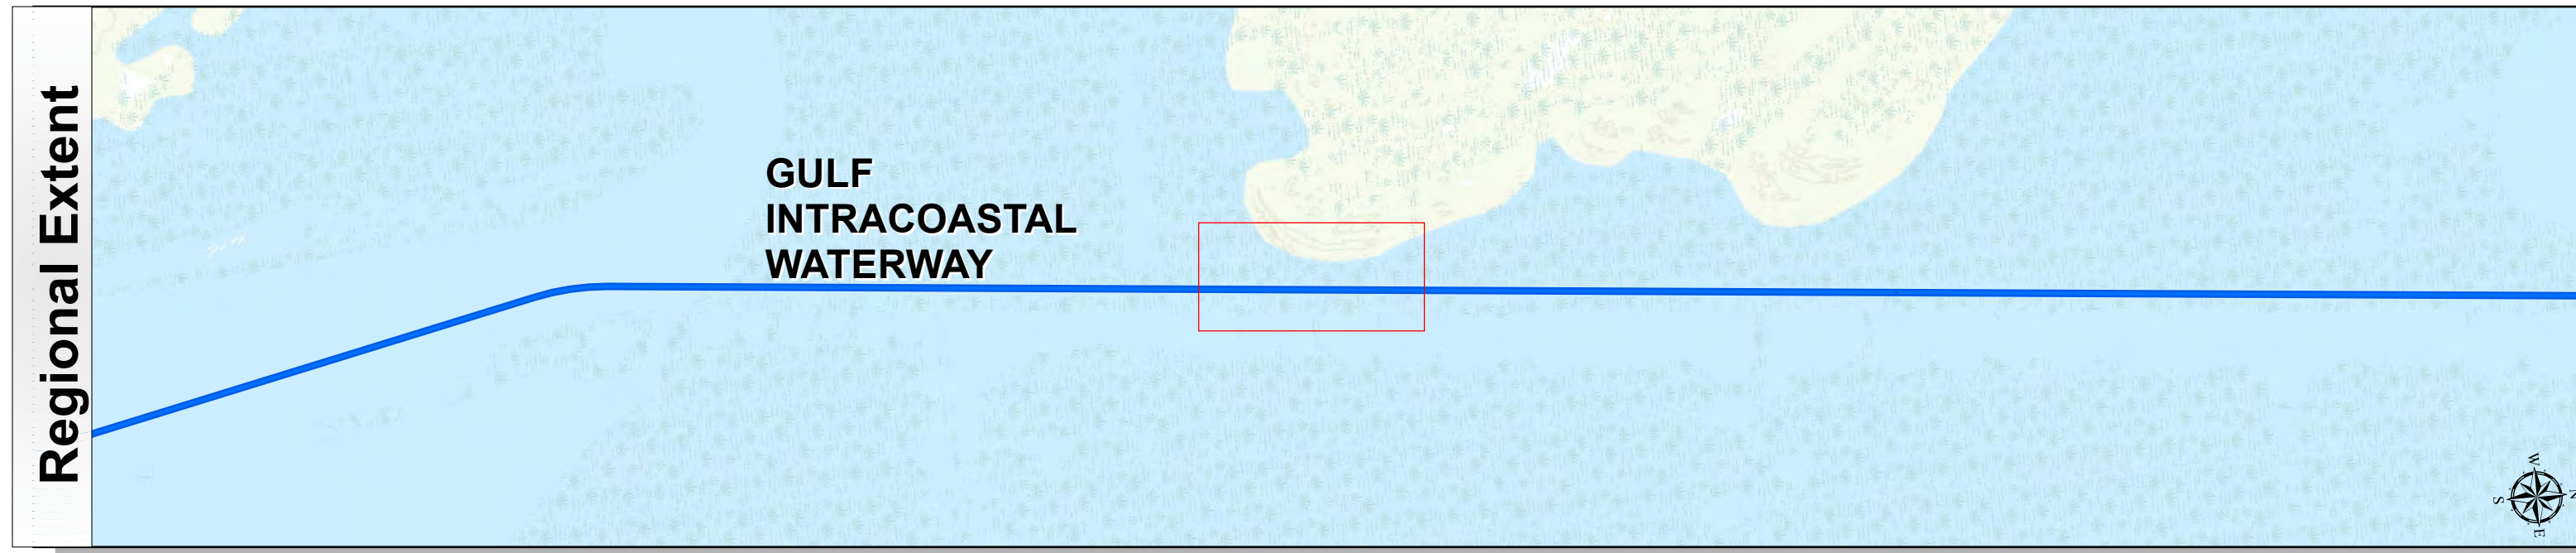 Regional Extent
GULF
INTRACOASTAL
WATERWAY
W
S
N
E